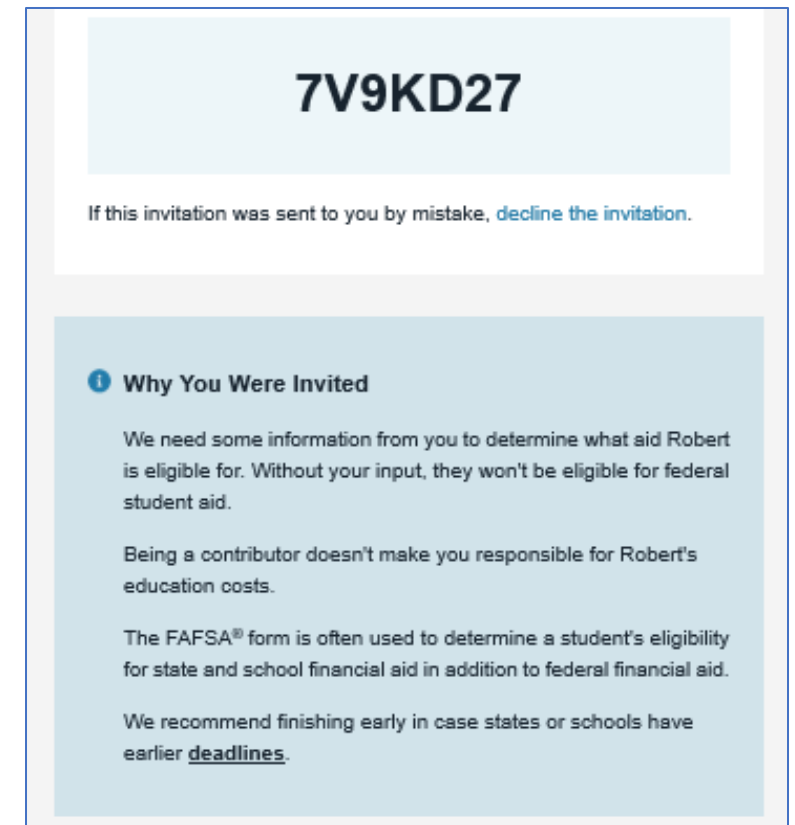 7V9KD27
If this invitation was sent to you by mistake, decline the invitation.
Why You Were Invited
We need some information from you to determine what aid Robert
is eligible for. Without your input, they won't be eligible for federal
student aid.
Being a contributor doesn't make you responsible for Robert's
education costs.
The FAFSA® form is often used to determine a student's eligibility
for state and school financial aid in addition to federal financial aid.
We recommend finishing early in case states or schools have
earlier deadlines.